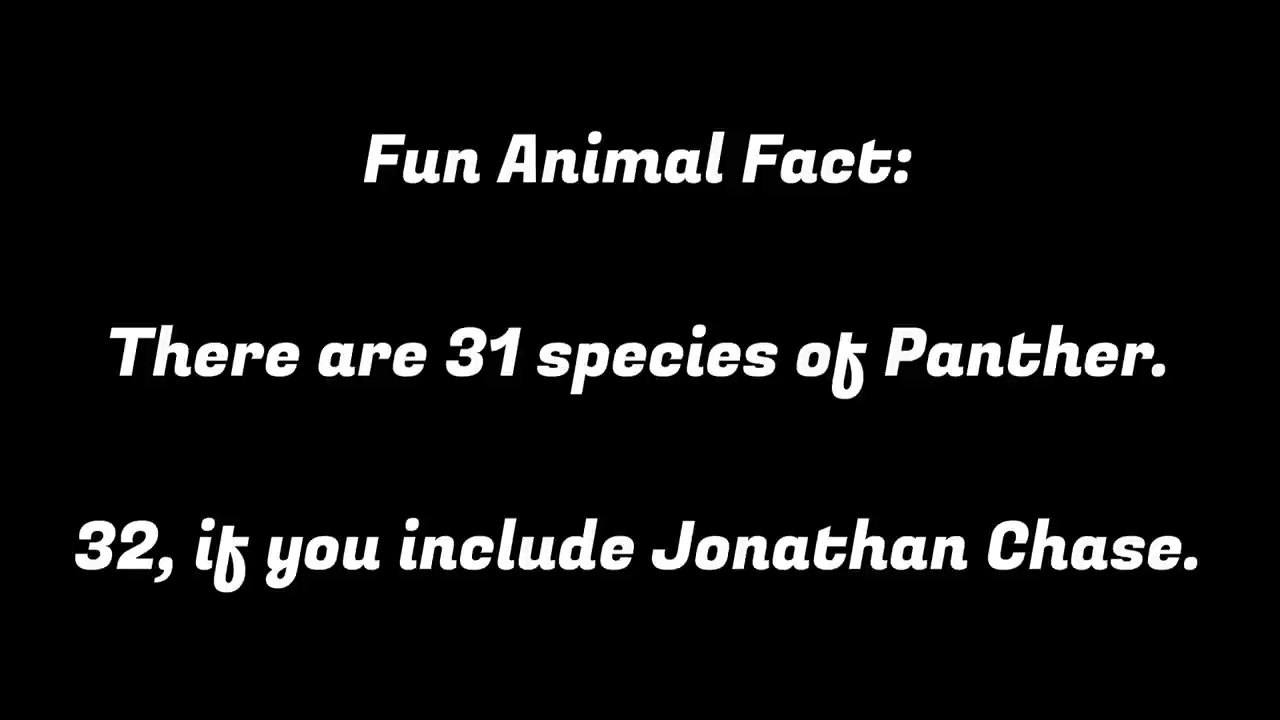 Fun Animal Fact:
There are 31 species of Panther.
32, if you include Jonathan Chase.